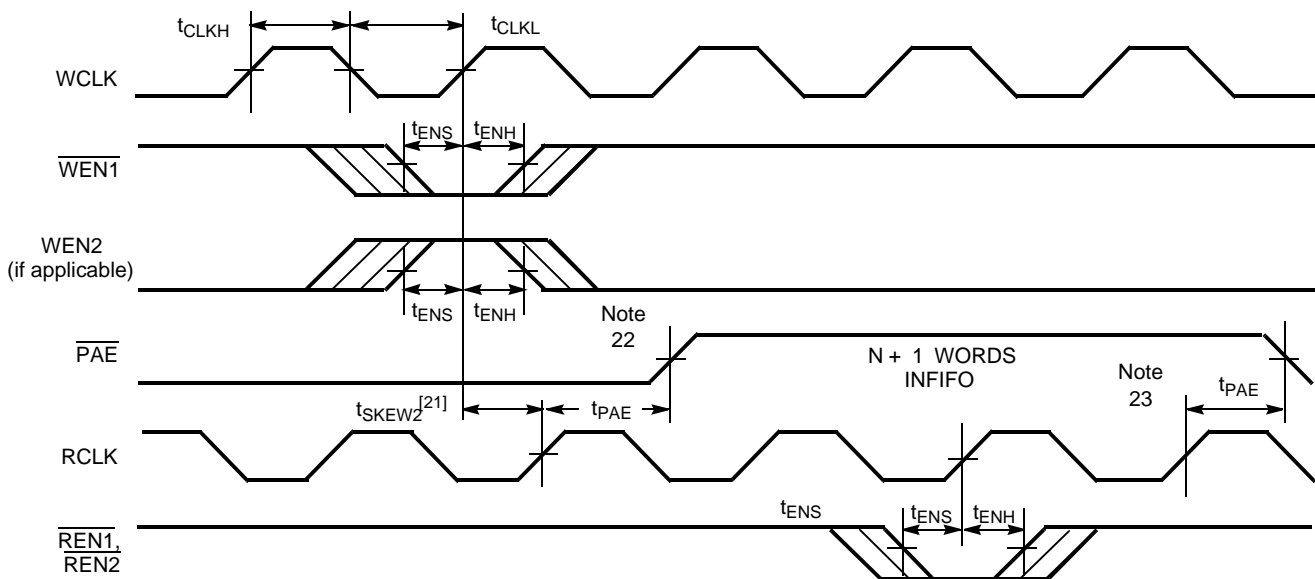 tCLKH
tCLKL
WCLK
tENS
tENH
WEN1
WEN2
(if applicable)
tENS
tENH
Note
22
PAE
N + 1 WORDS
INFIFO
Note
23
tPAE
tSKEW2[21]
tPAE
RCLK
tENS
tENS
tENH
REN1,
REN2